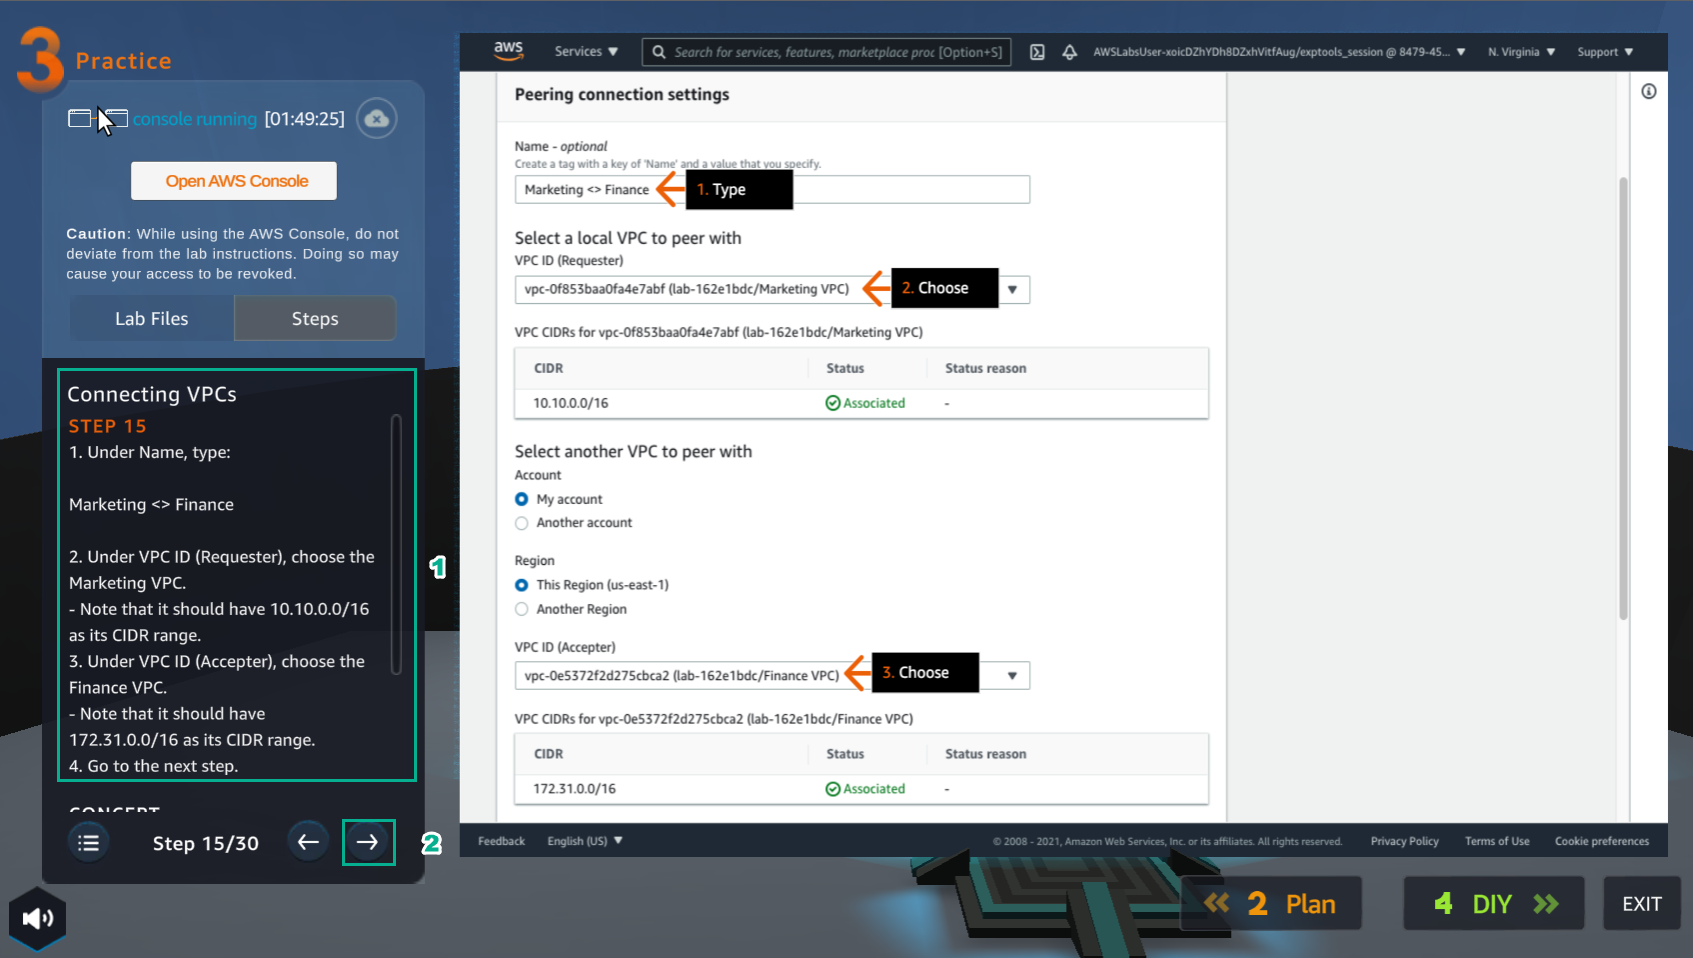 3 Practice
console running [01:49:25]
Open AWS Console
Caution: While using the AWS Console, do not
deviate from the lab instructions. Doing so may
cause your access to be revoked.
Lab Files
Steps
Connecting VPCs
STEP 15
1. Under Name, type:
Marketing <> Finance
2. Under VPC ID (Requester), choose the
Marketing VPC.
- Note that it should have 10.10.0.0/16
as its CIDR range.
3. Under VPC ID (Accepter), choose the
Finance VPC.
- Note that it should have
172.31.0.0/16 as its CIDR range.
4. Go to the next step.
CONCEPT
1
Step 15/30
2
aws
Services
Search for services, features, marketplace proc [Option+S]
AWSLabsUser-xoicDZhYDh8DZxhVitfAug/exptools_session @ 8479-45...
N. Virginia
Support
Peering connection settings
Name - optional
Create a tag with a key of 'Name' and a value that you specify.
Marketing <> Finance
1. Type
Select a local VPC to peer with
VPC ID (Requester)
vpc-0f853baa0fa4e7abf (lab-162e1bdc/Marketing VPC)
2. Choose
VPC CIDRs for vpc-0f853baa0fa4e7abf (lab-162e1bdc/Marketing VPC)
CIDR Status Status reason
10.10.0.0/16 Associated -
Select another VPC to peer with
Account
My account
Another account
Region
This Region (us-east-1)
Another Region
VPC ID (Accepter)
vpc-0e5372f2d275cbca2 (lab-162e1bdc/Finance VPC)
3. Choose
VPC CIDRs for vpc-0e5372f2d275cbca2 (lab-162e1bdc/Finance VPC)
CIDR Status Status reason
172.31.0.0/16 Associated -
Feedback
English (US)
© 2008 - 2021, Amazon Web Services, Inc. or its affiliates. All rights reserved.
Privacy Policy
Terms of Use
Cookie preferences
2 Plan
4 DIY
EXIT